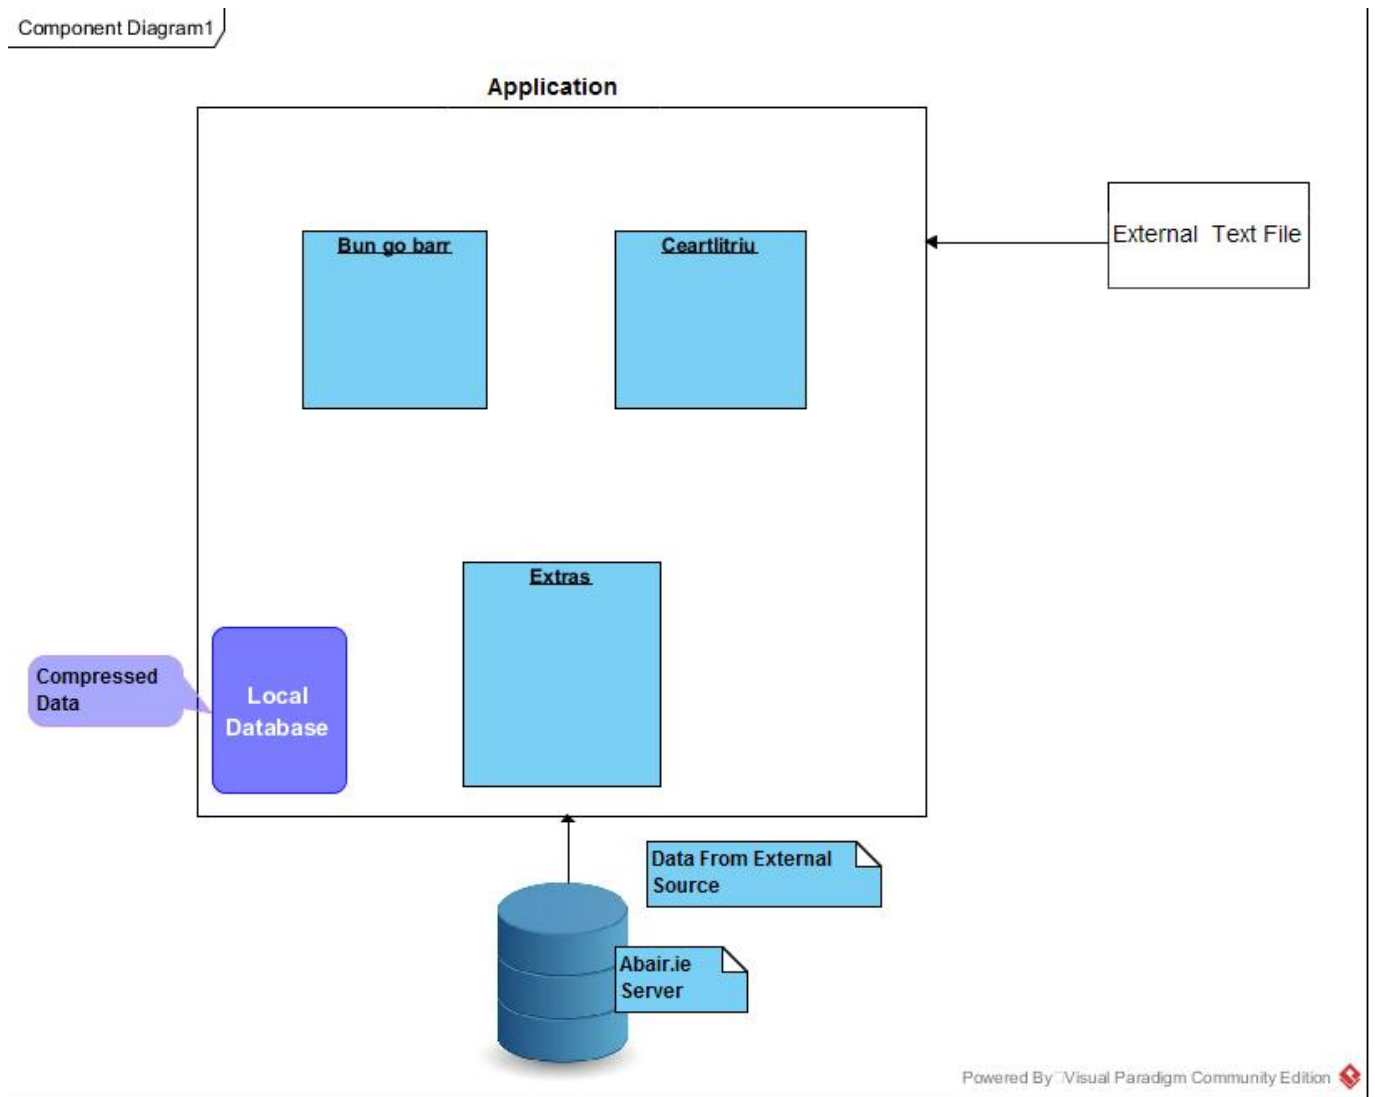 Component Diagram1
Application
Bun go barr
Ceartlitriu
External Text File
Extras
Compressed
Data
Local
Database
Data From External
Source
Abair.ie
Server
Powered By Visual Paradigm Community Edition